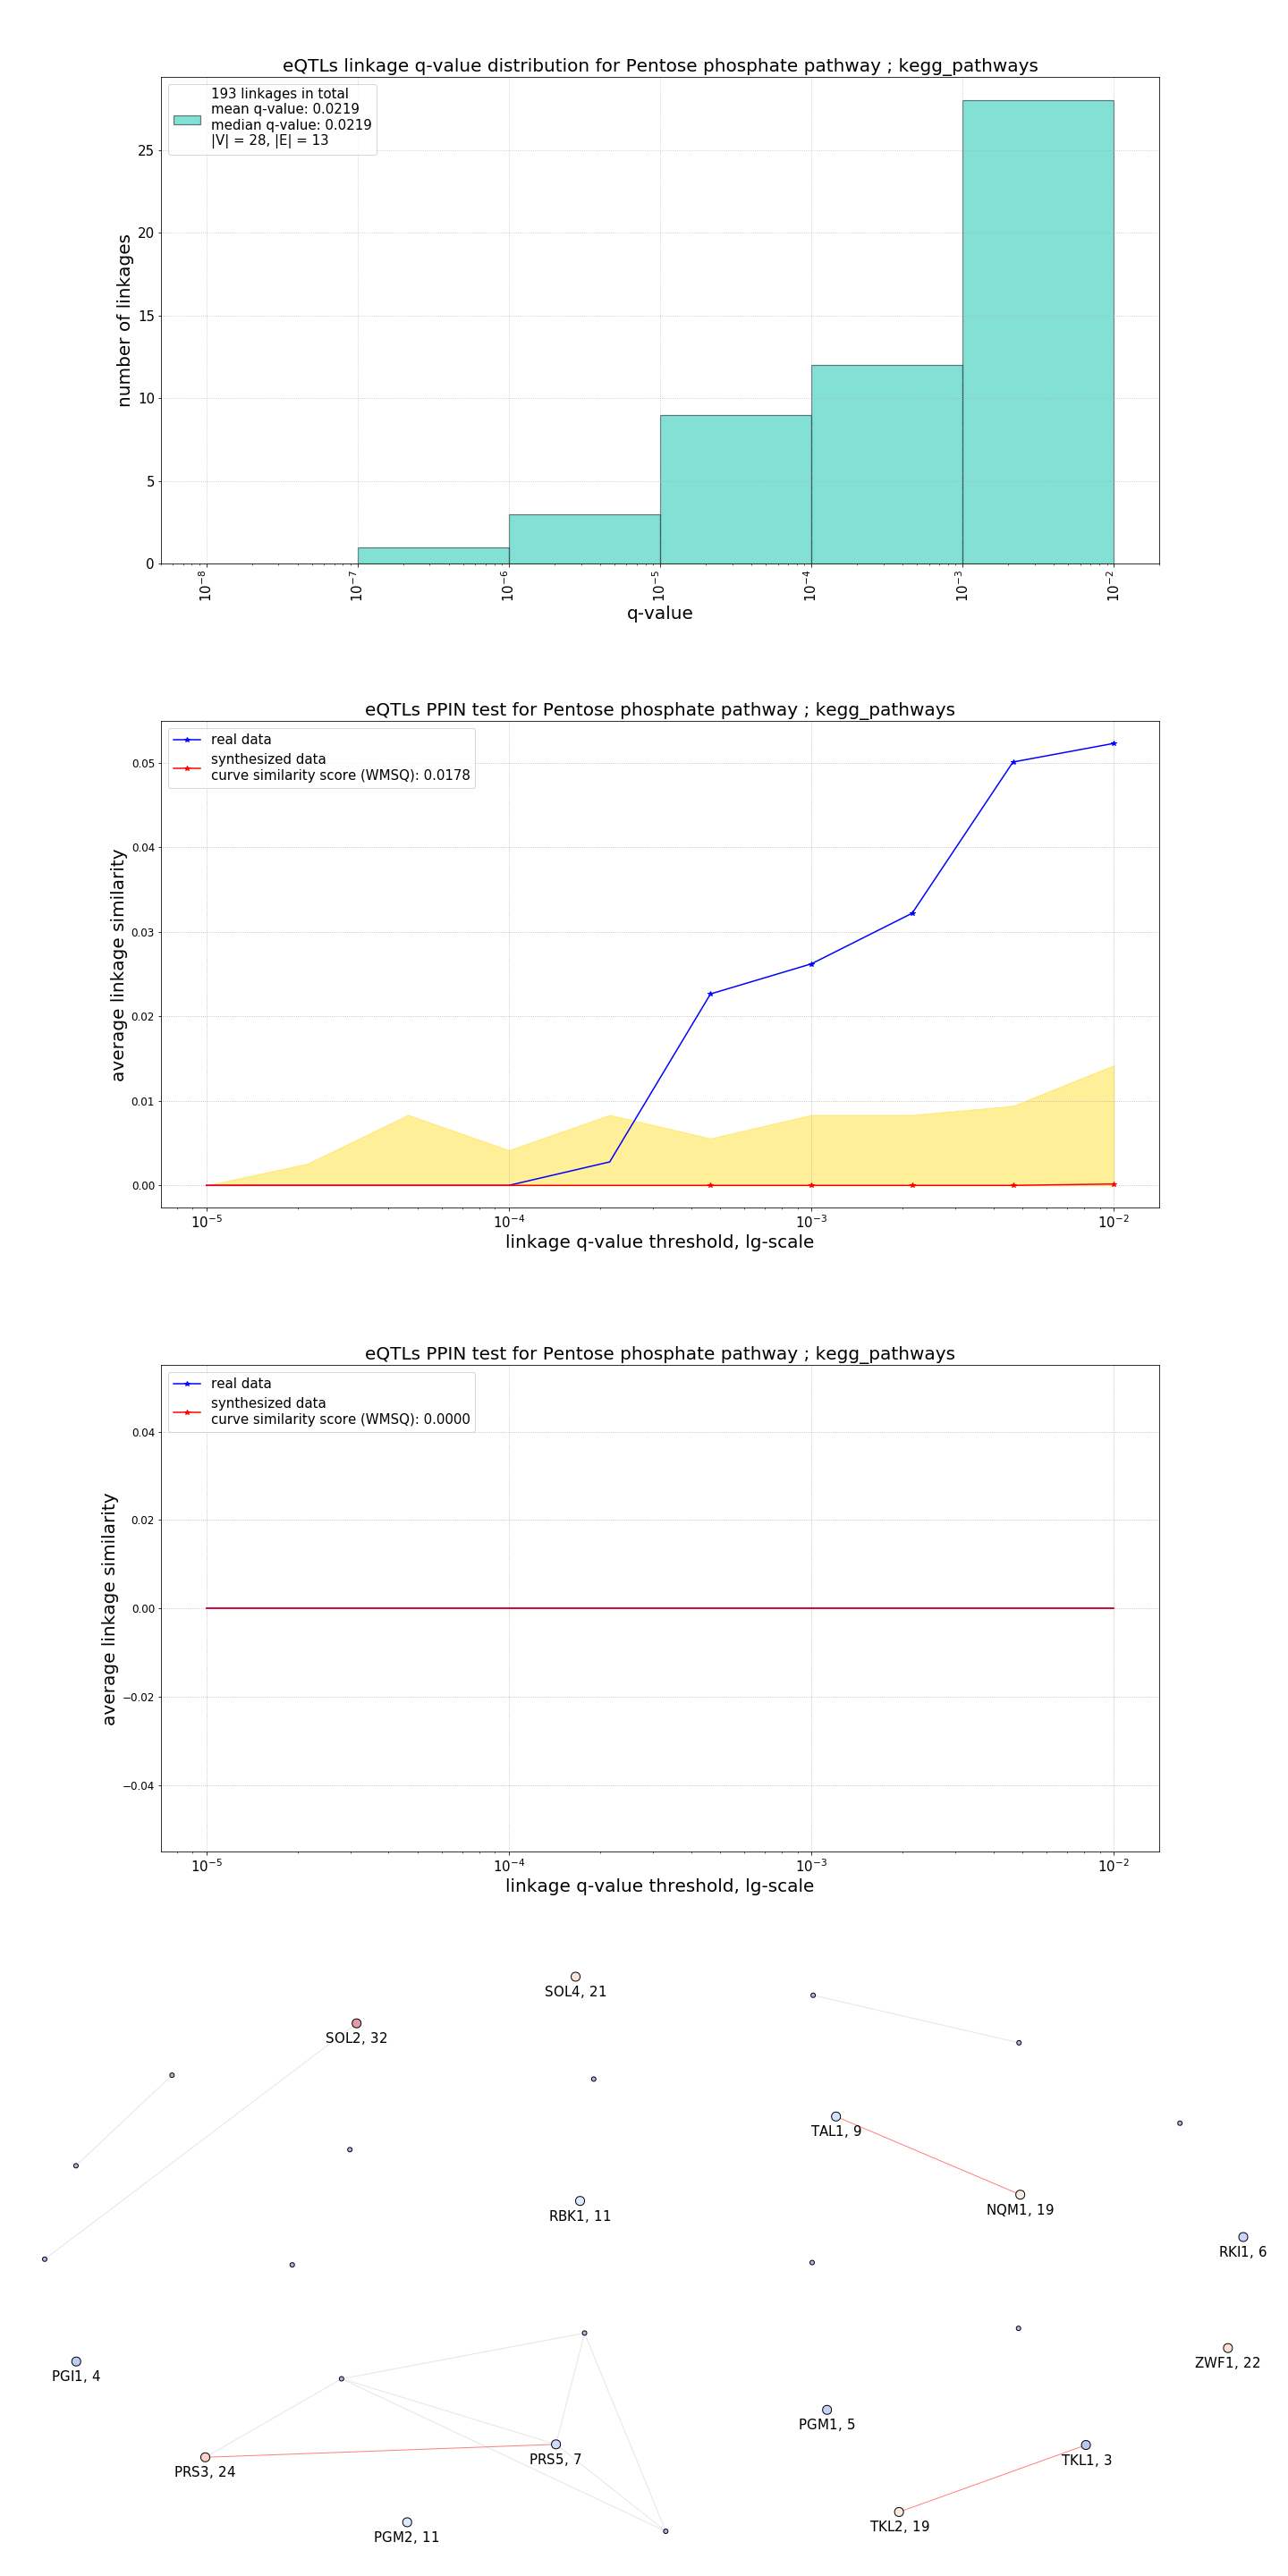 eQTLs linkage q-value distribution for Pentose phosphate pathway ; kegg_pathways
193 linkages in total
mean q-value: 0.0219
median q-value: 0.0219
|V| = 28, |E| = 13
number of linkages
25
20
15
10
5
0
10⁻⁸ 10⁻⁷ 10⁻⁶ 10⁻⁵ 10⁻⁴ 10⁻³ 10⁻²
q-value
eQTLs PPIN test for Pentose phosphate pathway ; kegg_pathways
real data
synthesized data
curve similarity score (WMSQ): 0.0178
average linkage similarity
0.05
0.04
0.03
0.02
0.01
0.00
10⁻⁵ 10⁻⁴ 10⁻³ 10⁻²
linkage q-value threshold, lg-scale
eQTLs PPIN test for Pentose phosphate pathway ; kegg_pathways
real data
synthesized data
curve similarity score (WMSQ): 0.0000
average linkage similarity
0.04
0.02
0.00
−0.02
−0.04
10⁻⁵ 10⁻⁴ 10⁻³ 10⁻²
linkage q-value threshold, lg-scale
SOL4, 21
SOL2, 32
TAL1, 9
NQM1, 19
RBK1, 11
RKI1, 6
ZWF1, 22
PGI1, 4
PGM1, 5
PRS5, 7
TKL1, 3
PRS3, 24
TKL2, 19
PGM2, 11